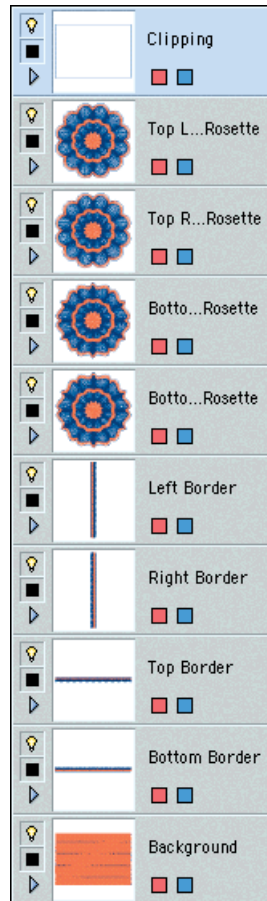 Clipping
Top L...Rosette
Top R...Rosette
Botto...Rosette
Botto...Rosette
Left Border
Right Border
Top Border
Bottom Border
Background